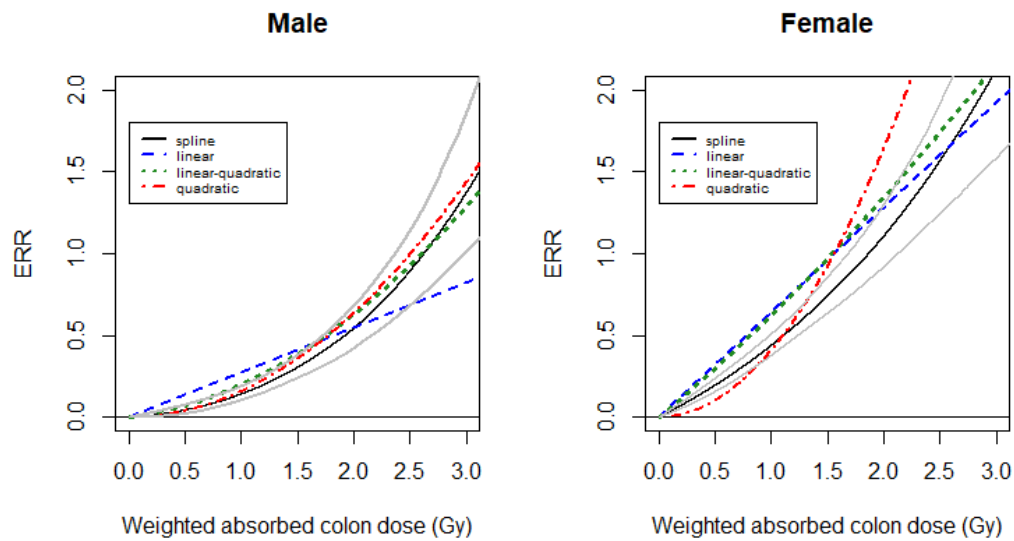 Male
ERR
2.0
1.5
1.0
0.5
0.0
spline
linear
linear-quadratic
quadratic
0.0 0.5 1.0 1.5 2.0 2.5 3.0
Weighted absorbed colon dose (Gy)
Female
ERR
2.0
1.5
1.0
0.5
0.0
spline
linear
linear-quadratic
quadratic
0.0 0.5 1.0 1.5 2.0 2.5 3.0
Weighted absorbed colon dose (Gy)